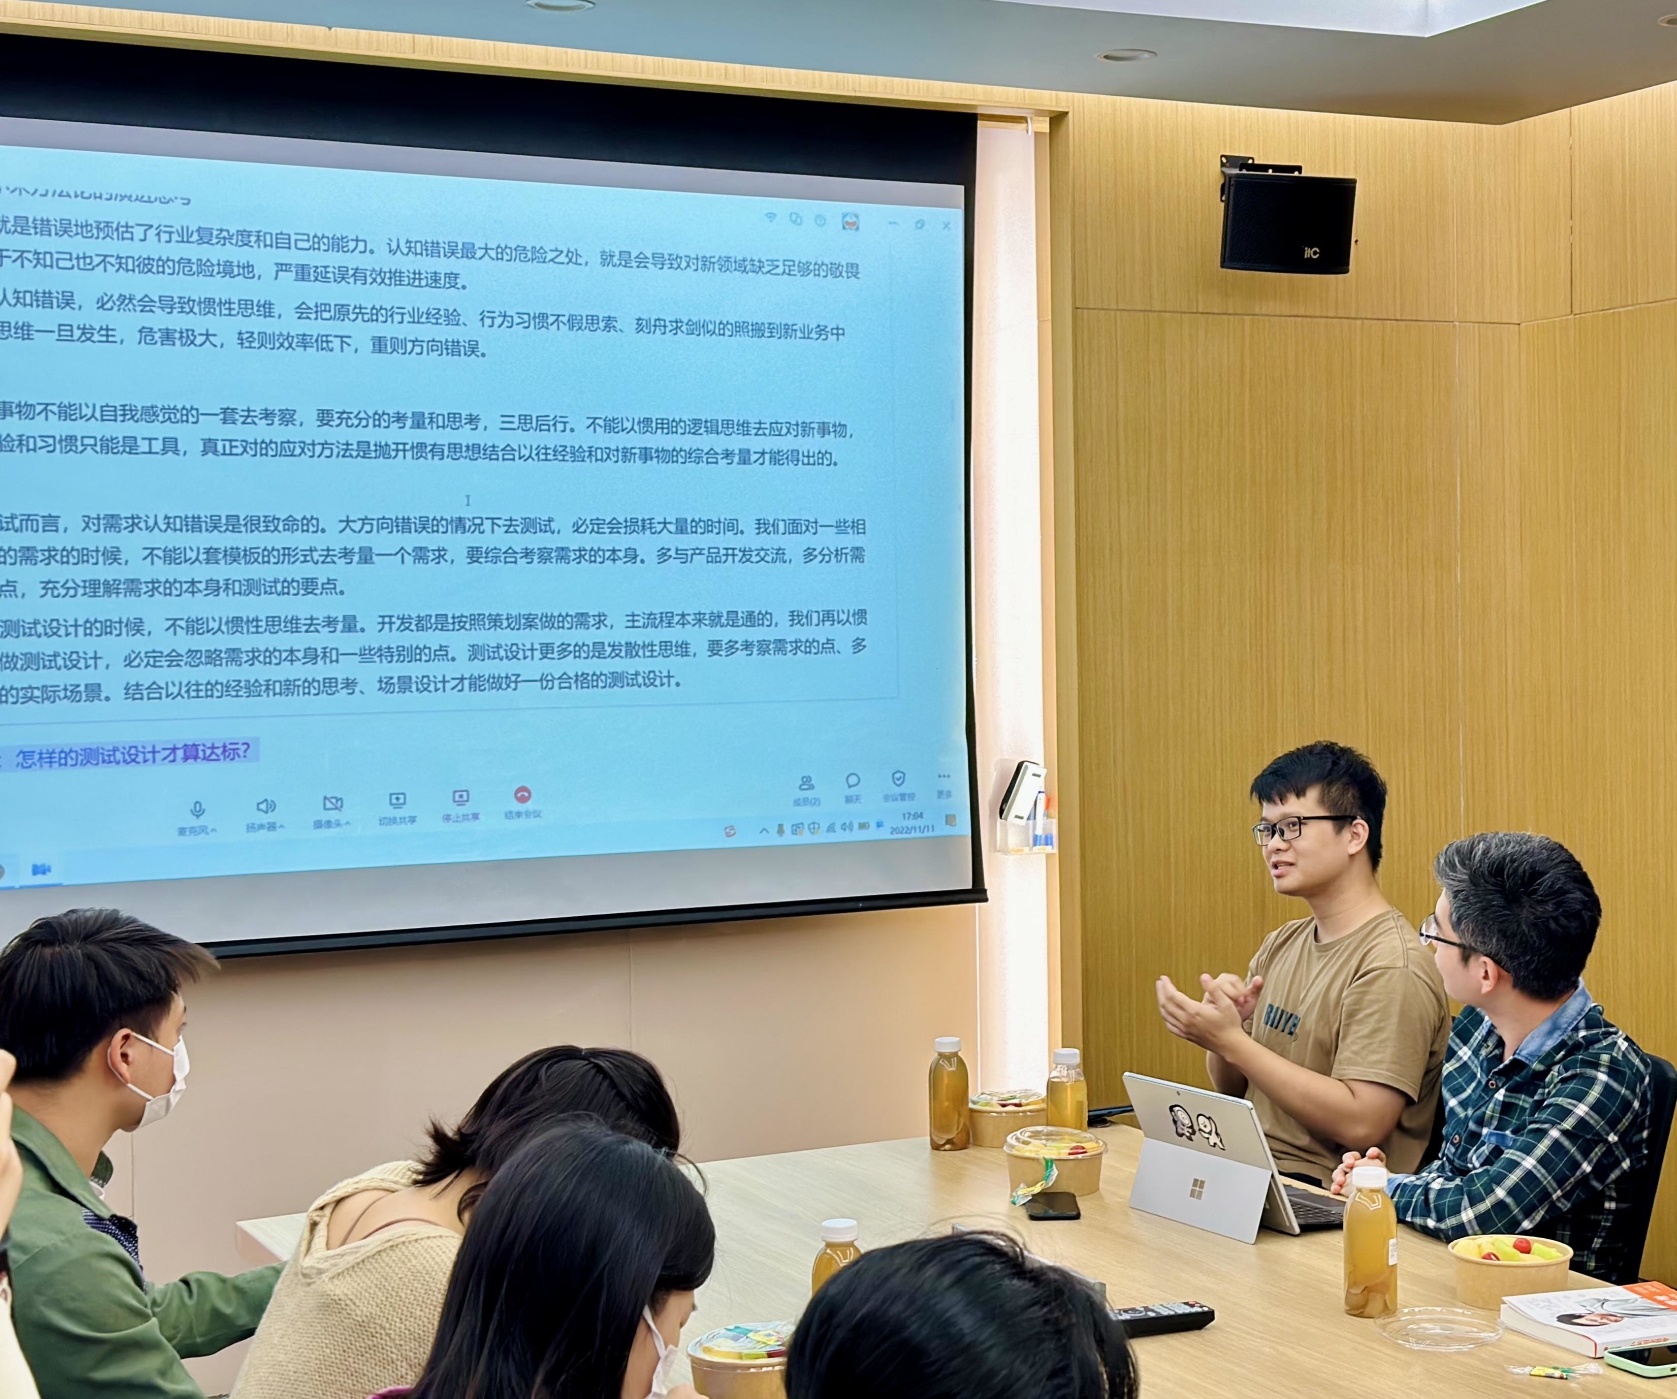 就是错误地预估了行业复杂度和自己的能力。认知错误最大的危险之处，就是会导致对新领域缺乏足够的敬畏
于不知己也不知彼的危险境地，严重延误有效推进速度。
认知错误，必然会导致惯性思维，会把原先的行业经验、行为习惯不假思索、刻舟求剑似的照搬到新业务中
思维一旦发生，危害极大，轻则效率低下，重则方向错误。
事物不能以自我感觉的一套去考察，要充分的考量和思考，三思后行。不能以惯用的逻辑思维去应对新事物，
验和习惯只能是工具，真正对的应对方法是抛开惯有思想结合以往经验和对新事物的综合考量才能得出的。
试而言，对需求认知错误是很致命的。大方向错误的情况下去测试，必定会损耗大量的时间。我们面对一些相
的需求的时候，不能以套模板的形式去考量一个需求，要综合考察需求的本身。多与产品开发交流，多分析需
点，充分理解需求的本身和测试的要点。
测试设计的时候，不能以惯性思维去考量。开发都是按照策划案做的需求，主流程本来就是通的，我们再以惯
做测试设计，必定会忽略需求的本身和一些特别的点。测试设计更多的是发散性思维，要多考察需求的点、多
的实际场景。结合以往的经验和新的思考、场景设计才能做好一份合格的测试设计。
：怎样的测试设计才算达标？
麦克风 扬声器 摄像头 切换共享 停止共享 结束会议 成员(2) 聊天 会议管控 更多
17:04
2022/11/11
itC